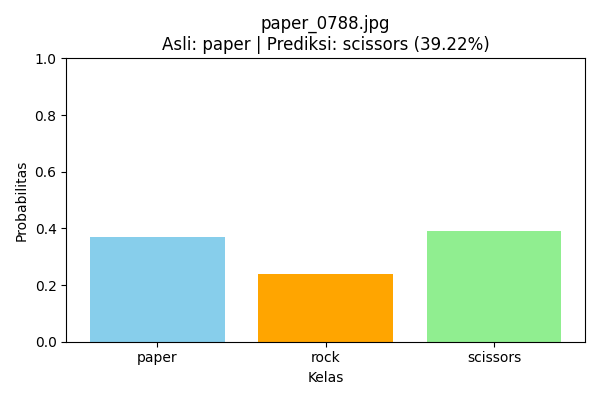 paper_0788.jpg
Asli: paper | Prediksi: scissors (39.22%)
1.0
0.8
0.6
0.4
0.2
0.0
Probabilitas
paper rock scissors
Kelas